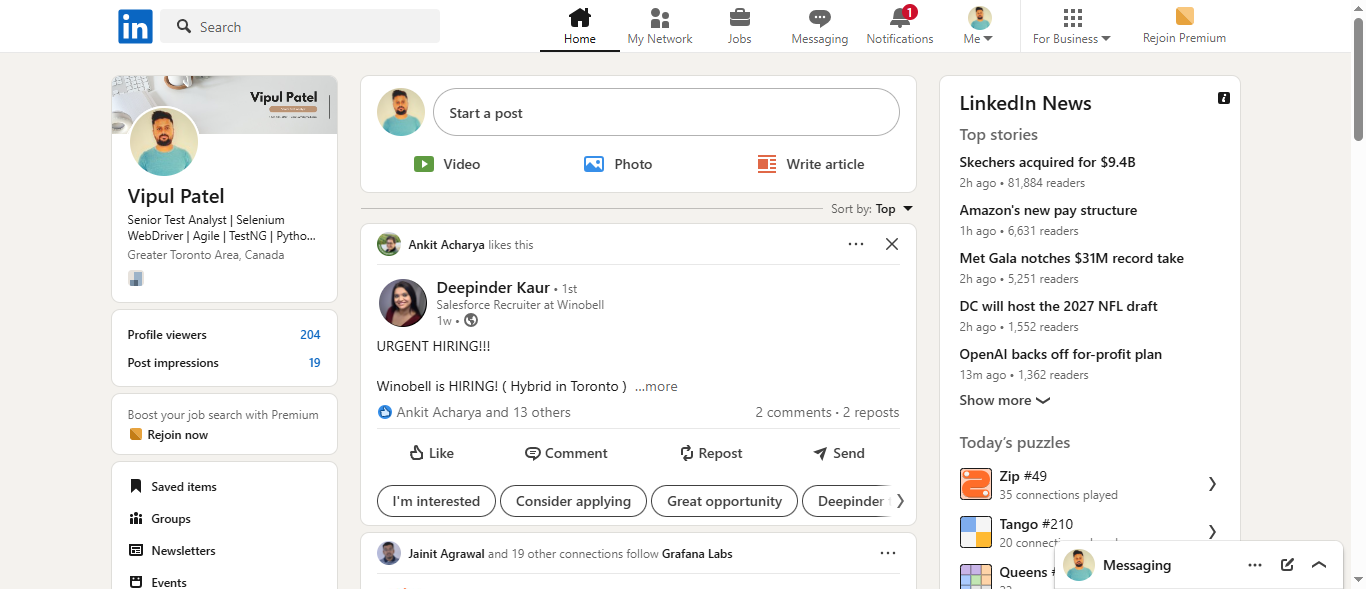 in
Search
Home
My Network
Jobs
Messaging
1
Notifications
Me
For Business
Rejoin Premium
Vipul Patel
Vipul Patel
Senior Test Analyst | Selenium
WebDriver | Agile | TestNG | Pytho...
Greater Toronto Area, Canada
Profile viewers 204
Post impressions 19
Boost your job search with Premium
Rejoin now
Saved items
Groups
Newsletters
Events
Start a post
Video
Photo
Write article
Sort by: Top
Ankit Acharya likes this
Deepinder Kaur • 1st
Salesforce Recruiter at Winobell
1w •
URGENT HIRING!!!
Winobell is HIRING! ( Hybrid in Toronto ) ...more
Ankit Acharya and 13 others
2 comments • 2 reposts
Like
Comment
Repost
Send
I'm interested
Consider applying
Great opportunity
Deepinder
Jainit Agrawal and 19 other connections follow Grafana Labs
LinkedIn News
Top stories
Skechers acquired for $9.4B
2h ago • 81,884 readers
Amazon's new pay structure
1h ago • 6,631 readers
Met Gala notches $31M record take
2h ago • 5,251 readers
DC will host the 2027 NFL draft
2h ago • 1,552 readers
OpenAI backs off for-profit plan
13m ago • 1,362 readers
Show more
Today's puzzles
Zip #49
35 connections played
Tango #210
20 connec
Queens
Messaging